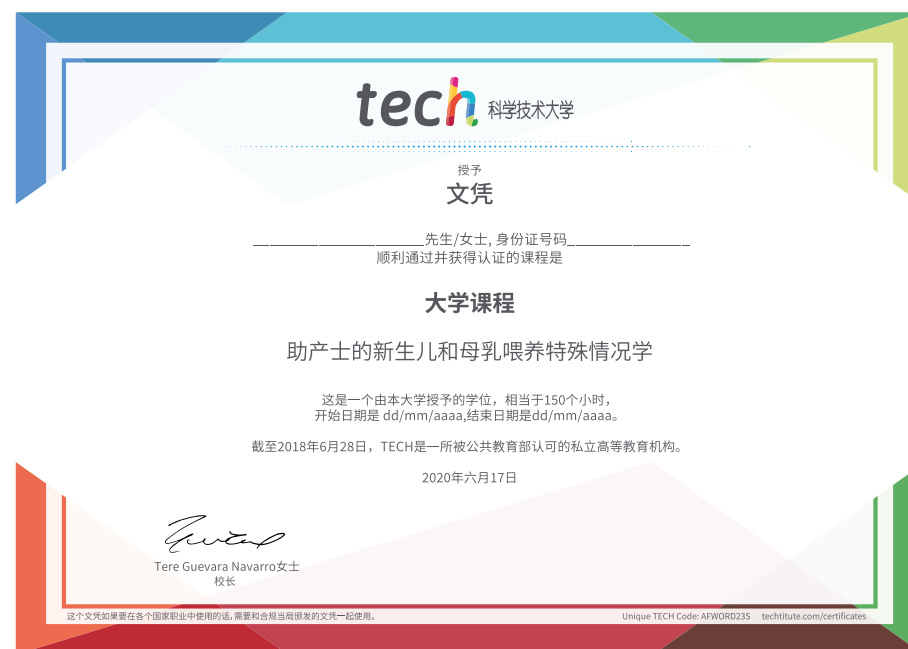 tech 科学技术大学
授予
文凭
______________________先生/女士, 身份证号码________________
顺利通过并获得认证的课程是
大学课程
助产士的新生儿和母乳喂养特殊情况学
这是一个由本大学授予的学位，相当于150个小时，
开始日期是 dd/mm/aaaa,结束日期是dd/mm/aaaa。
截至2018年6月28日，TECH是一所被公共教育部认可的私立高等教育机构。
2020年六月17日
Tere Guevara Navarro女士
校长
这个文凭如果要在各个国家职业中使用的话,需要和合规当局颁发的文凭一起使用。
Unique TECH Code: AFWORD23S techtitute.com/certificates